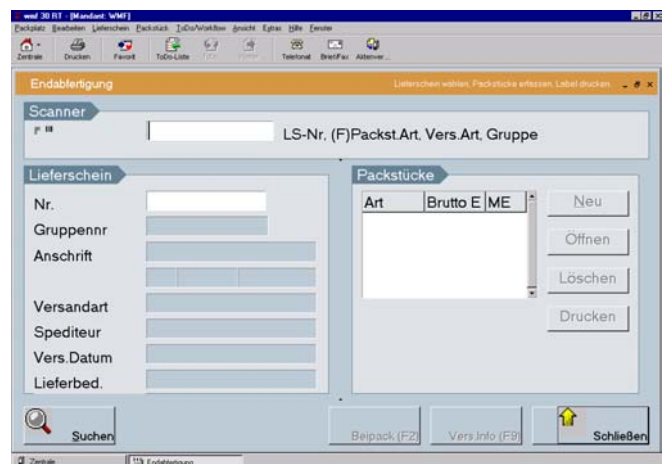 wmf 30 RT - [Mandant: WMF]
Packplatz Bearbeiten Lieferschein Packstück ToDo/Workflow Ansicht Extras Hilfe Fenster
Zentrale Drucken Favorit ToDo-Liste Telefonat Brief/Fax Aktenver...
Endabfertigung
Lieferschein wählen, Packstücke erfassen, Label drucken
Scanner
LS-Nr, (F)Packst.Art, Vers.Art, Gruppe
Lieferschein
Nr.
Gruppennr
Anschrift
Versandart
Spediteur
Vers.Datum
Lieferbed.
Packstücke
Art Brutto E ME
Neu
Öffnen
Löschen
Drucken
Suchen
Beipack (F2)
Vers.Info (F9)
Schließen
Zentrale Endabfertigung